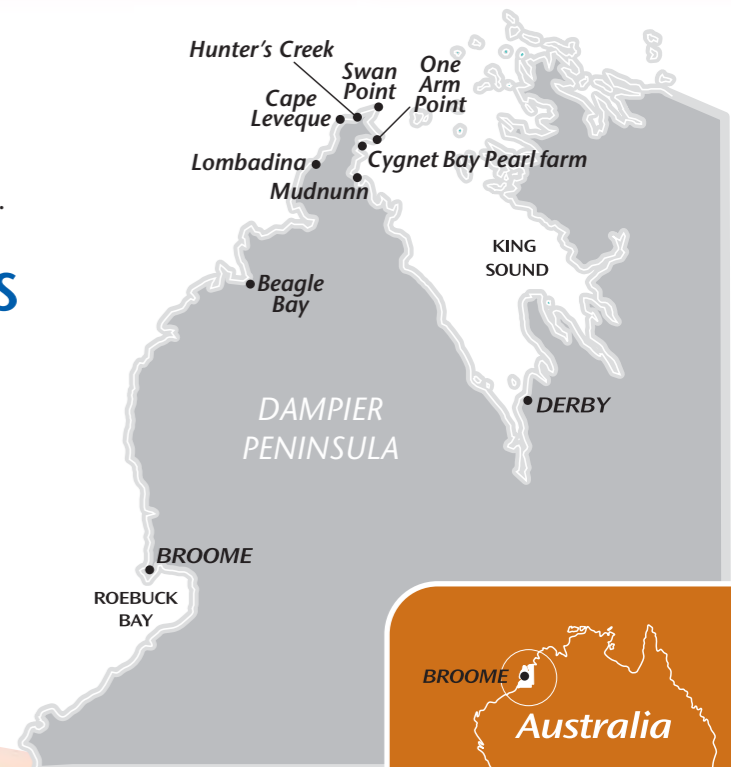 Hunter's Creek
Swan
Point
One
Arm
Point
Cape
Leveque
Lombadina
Cygnet Bay Pearl farm
Mudnunn
.
S
KING
SOUND
Beagle
Bay
DAMPIER
PENINSULA
DERBY
BROOME
ROEBUCK
BAY
BROOME
Australia